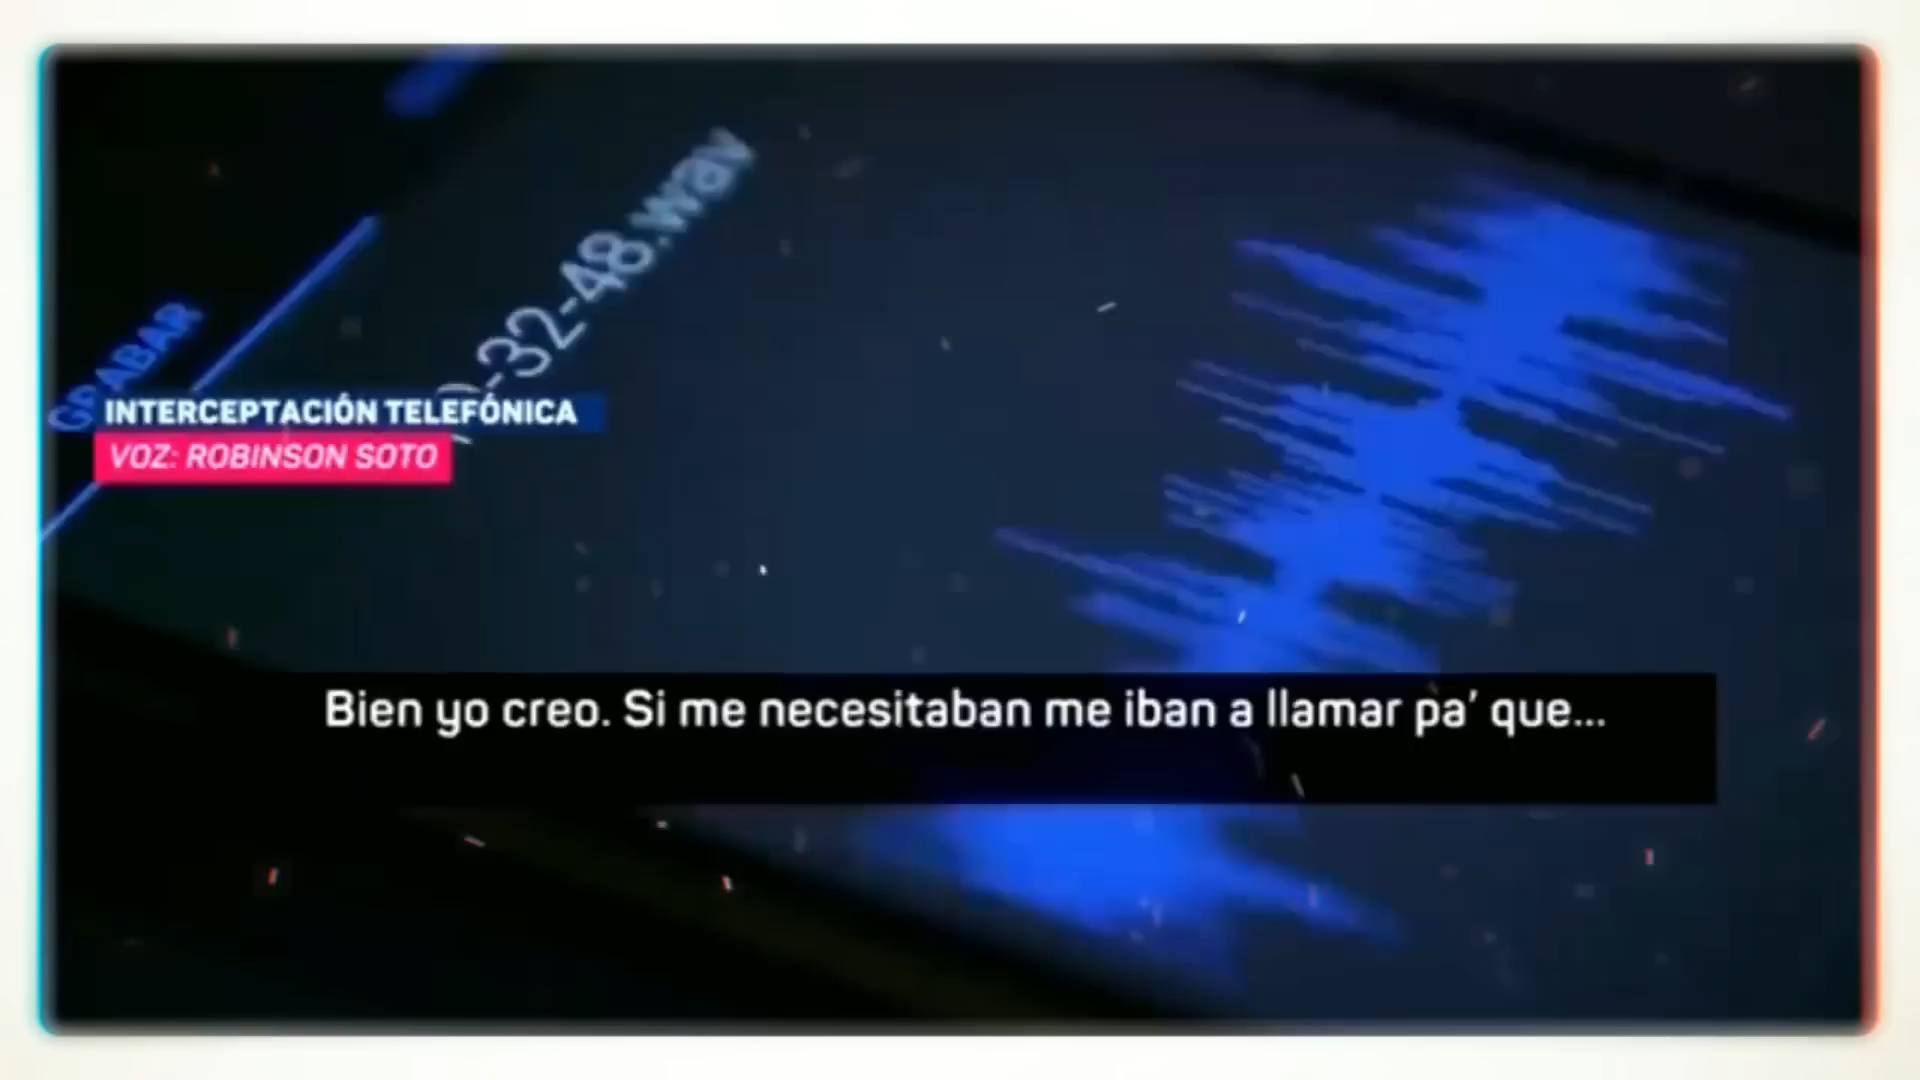 -32-48.wav
GRABAR
INTERCEPTACIÓN TELEFÓNICA
VOZ: ROBINSON SOTO
Bien yo creo. Si me necesitaban me iban a llamar pa' que...